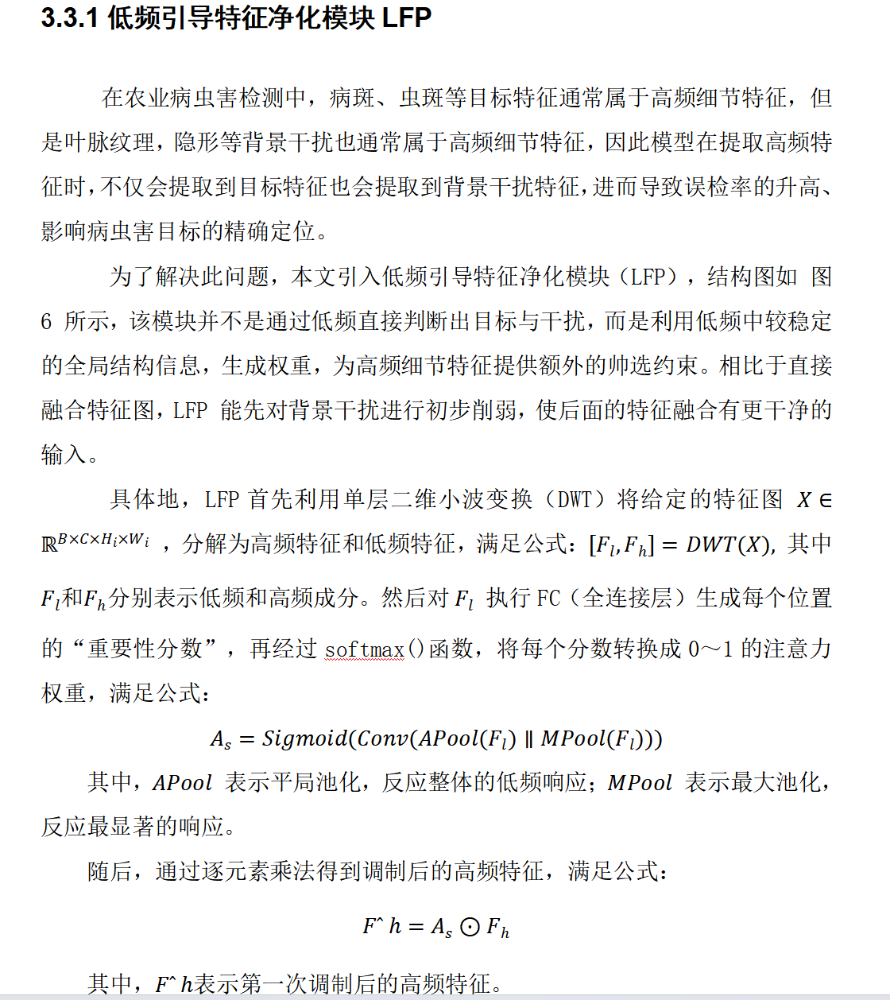 3.3.1 低频引导特征净化模块 LFP
在农业病虫害检测中，病斑、虫斑等目标特征通常属于高频细节特征，但
是叶脉纹理，隐形等背景干扰也通常属于高频细节特征，因此模型在提取高频特
征时，不仅会提取到目标特征也会提取到背景干扰特征，进而导致误检率的升高、
影响病虫害目标的精确定位。
为了解决此问题，本文引入低频引导特征净化模块（LFP），结构图如 图
6 所示，该模块并不是通过低频直接判断出目标与干扰，而是利用低频中较稳定
的全局结构信息，生成权重，为高频细节特征提供额外的帅选约束。相比于直接
融合特征图，LFP 能先对背景干扰进行初步削弱，使后面的特征融合有更干净的
输入。
具体地，LFP 首先利用单层二维小波变换（DWT）将给定的特征图 X ∈
ℝ^{B×C×H_i×W_i} ，分解为高频特征和低频特征，满足公式：[F_l, F_h] = DWT(X), 其中
F_l和F_h分别表示低频和高频成分。然后对 F_l 执行 FC（全连接层）生成每个位置
的“重要性分数”，再经过 softmax()函数，将每个分数转换成 0～1 的注意力
权重，满足公式：
A_s = Sigmoid(Conv(APool(F_l) ∥ MPool(F_l)))
其中，APool 表示平局池化，反应整体的低频响应；MPool 表示最大池化，
反应最显著的响应。
随后，通过逐元素乘法得到调制后的高频特征，满足公式：
Fˆ h = A_s ⊙ F_h
其中，Fˆ h表示第一次调制后的高频特征。